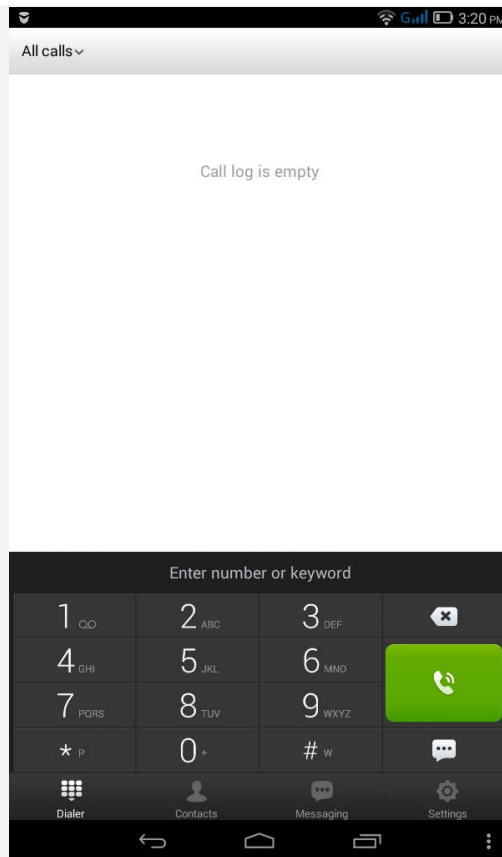 G 3:20 PM
All calls
Call log is empty
Enter number or keyword
1 2 ABC 3 DEF
4 GHI 5 JKL 6 MNO
7 PQRS 8 TUV 9 WXYZ
* P 0 + # W
Dialer Contacts Messaging Settings